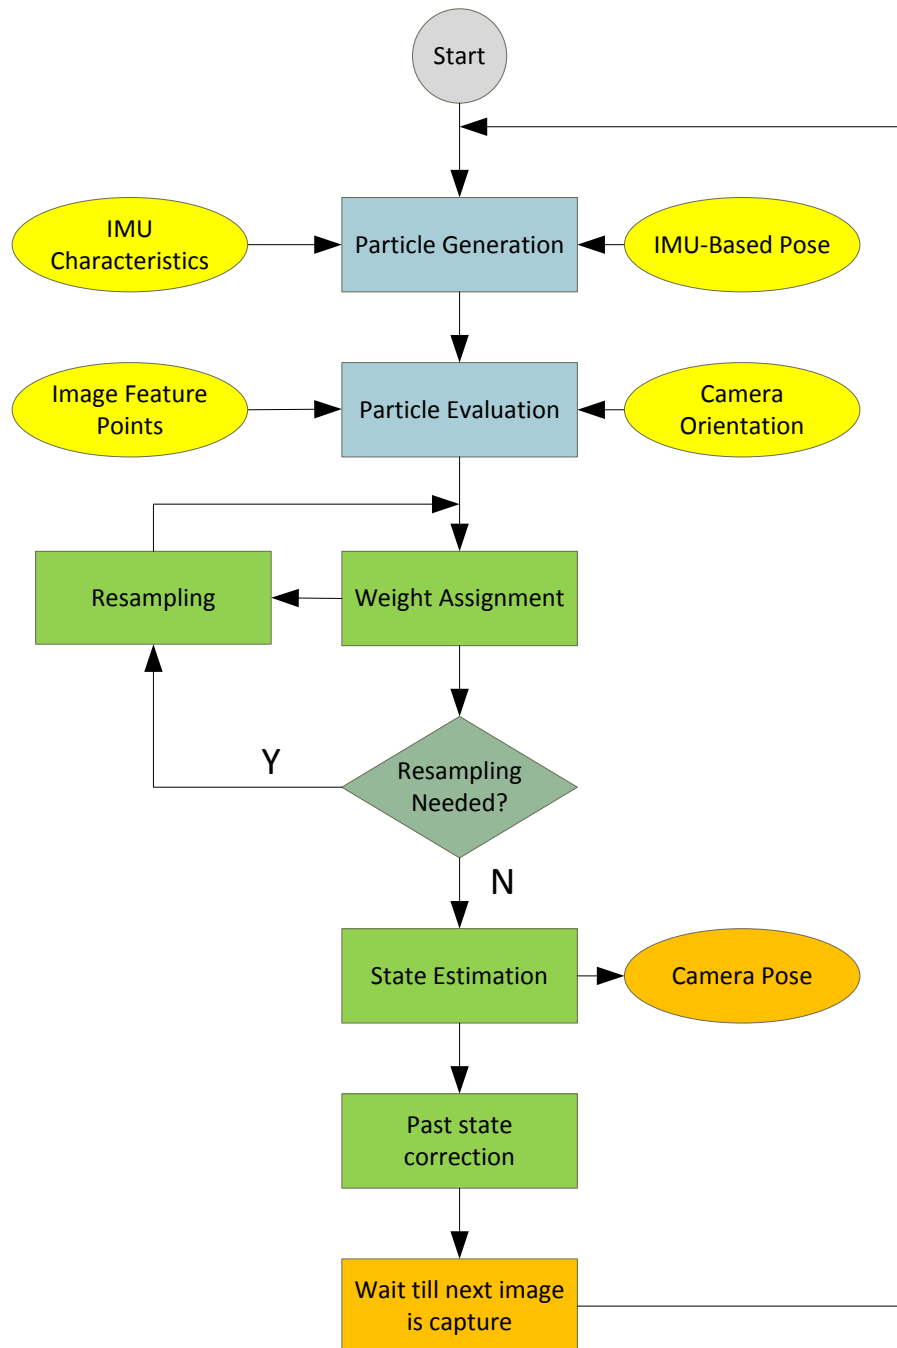 Start
IMU
Characteristics
Particle Generation
IMU-Based Pose
Image Feature
Points
Particle Evaluation
Camera
Orientation
Resampling
Weight Assignment
Y
Resampling
Needed?
N
State Estimation
Camera Pose
Past state
correction
Wait till next image
is capture